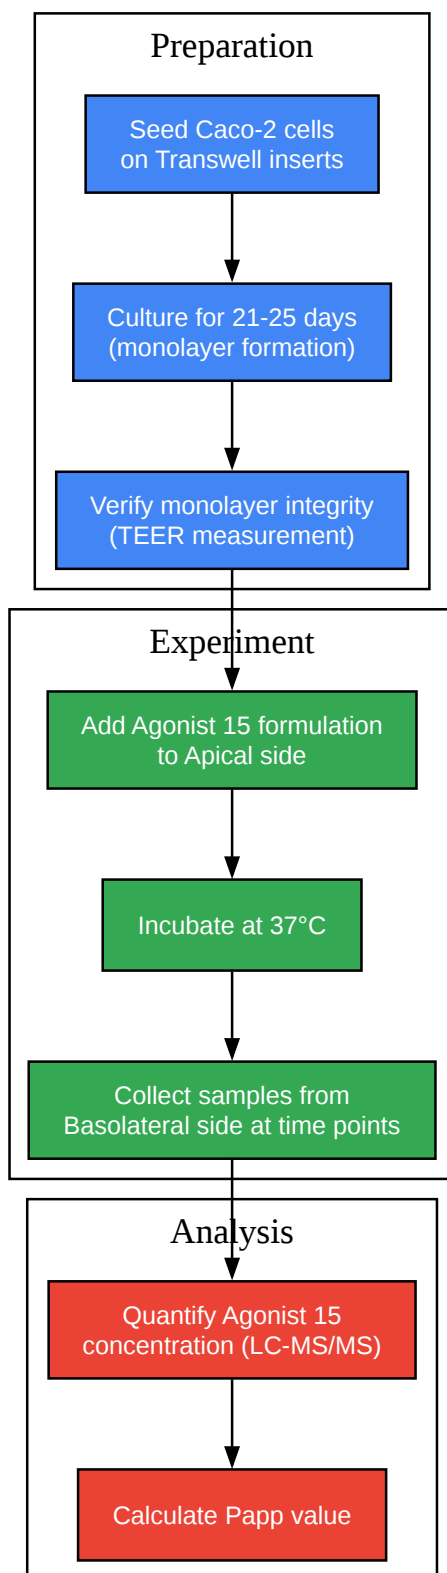 Preparation
Seed Caco-2 cells
on Transwell inserts
Culture for 21-25 days
(monolayer formation)
Verify monolayer integrity
(TEER measurement)
Experiment
Add Agonist 15 formulation
to Apical side
Incubate at 37°C
Collect samples from
Basolateral side at time points
Analysis
Quantify Agonist 15
concentration (LC-MS/MS)
Calculate Papp value